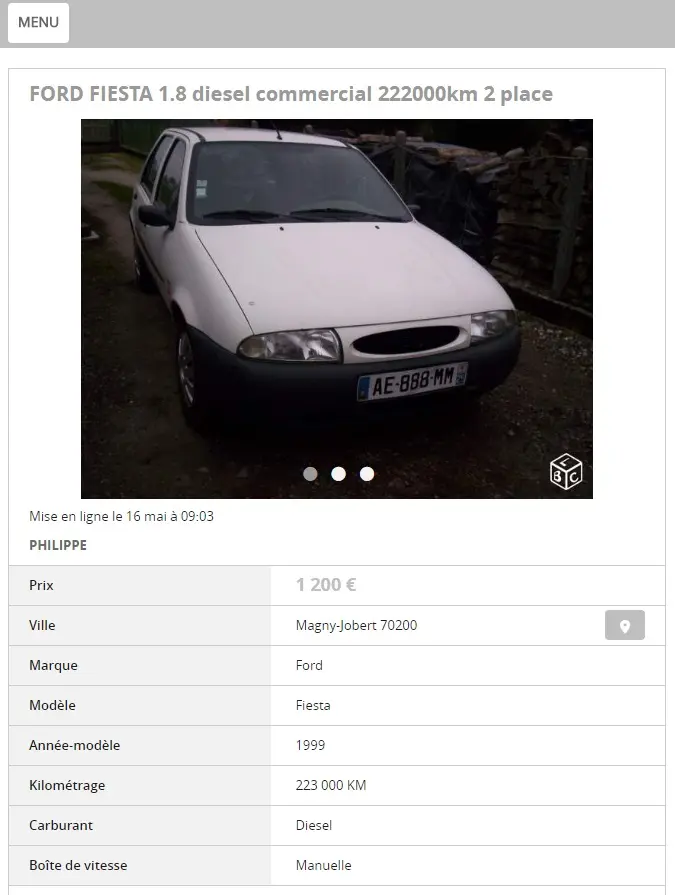 MENU
FORD FIESTA 1.8 diesel commercial 222000km 2 place
AE-888-MM
L B C
Mise en ligne le 16 mai à 09:03
PHILIPPE
Prix 1 200 €
Ville Magny-Jobert 70200
Marque Ford
Modèle Fiesta
Année-modèle 1999
Kilométrage 223 000 KM
Carburant Diesel
Boîte de vitesse Manuelle